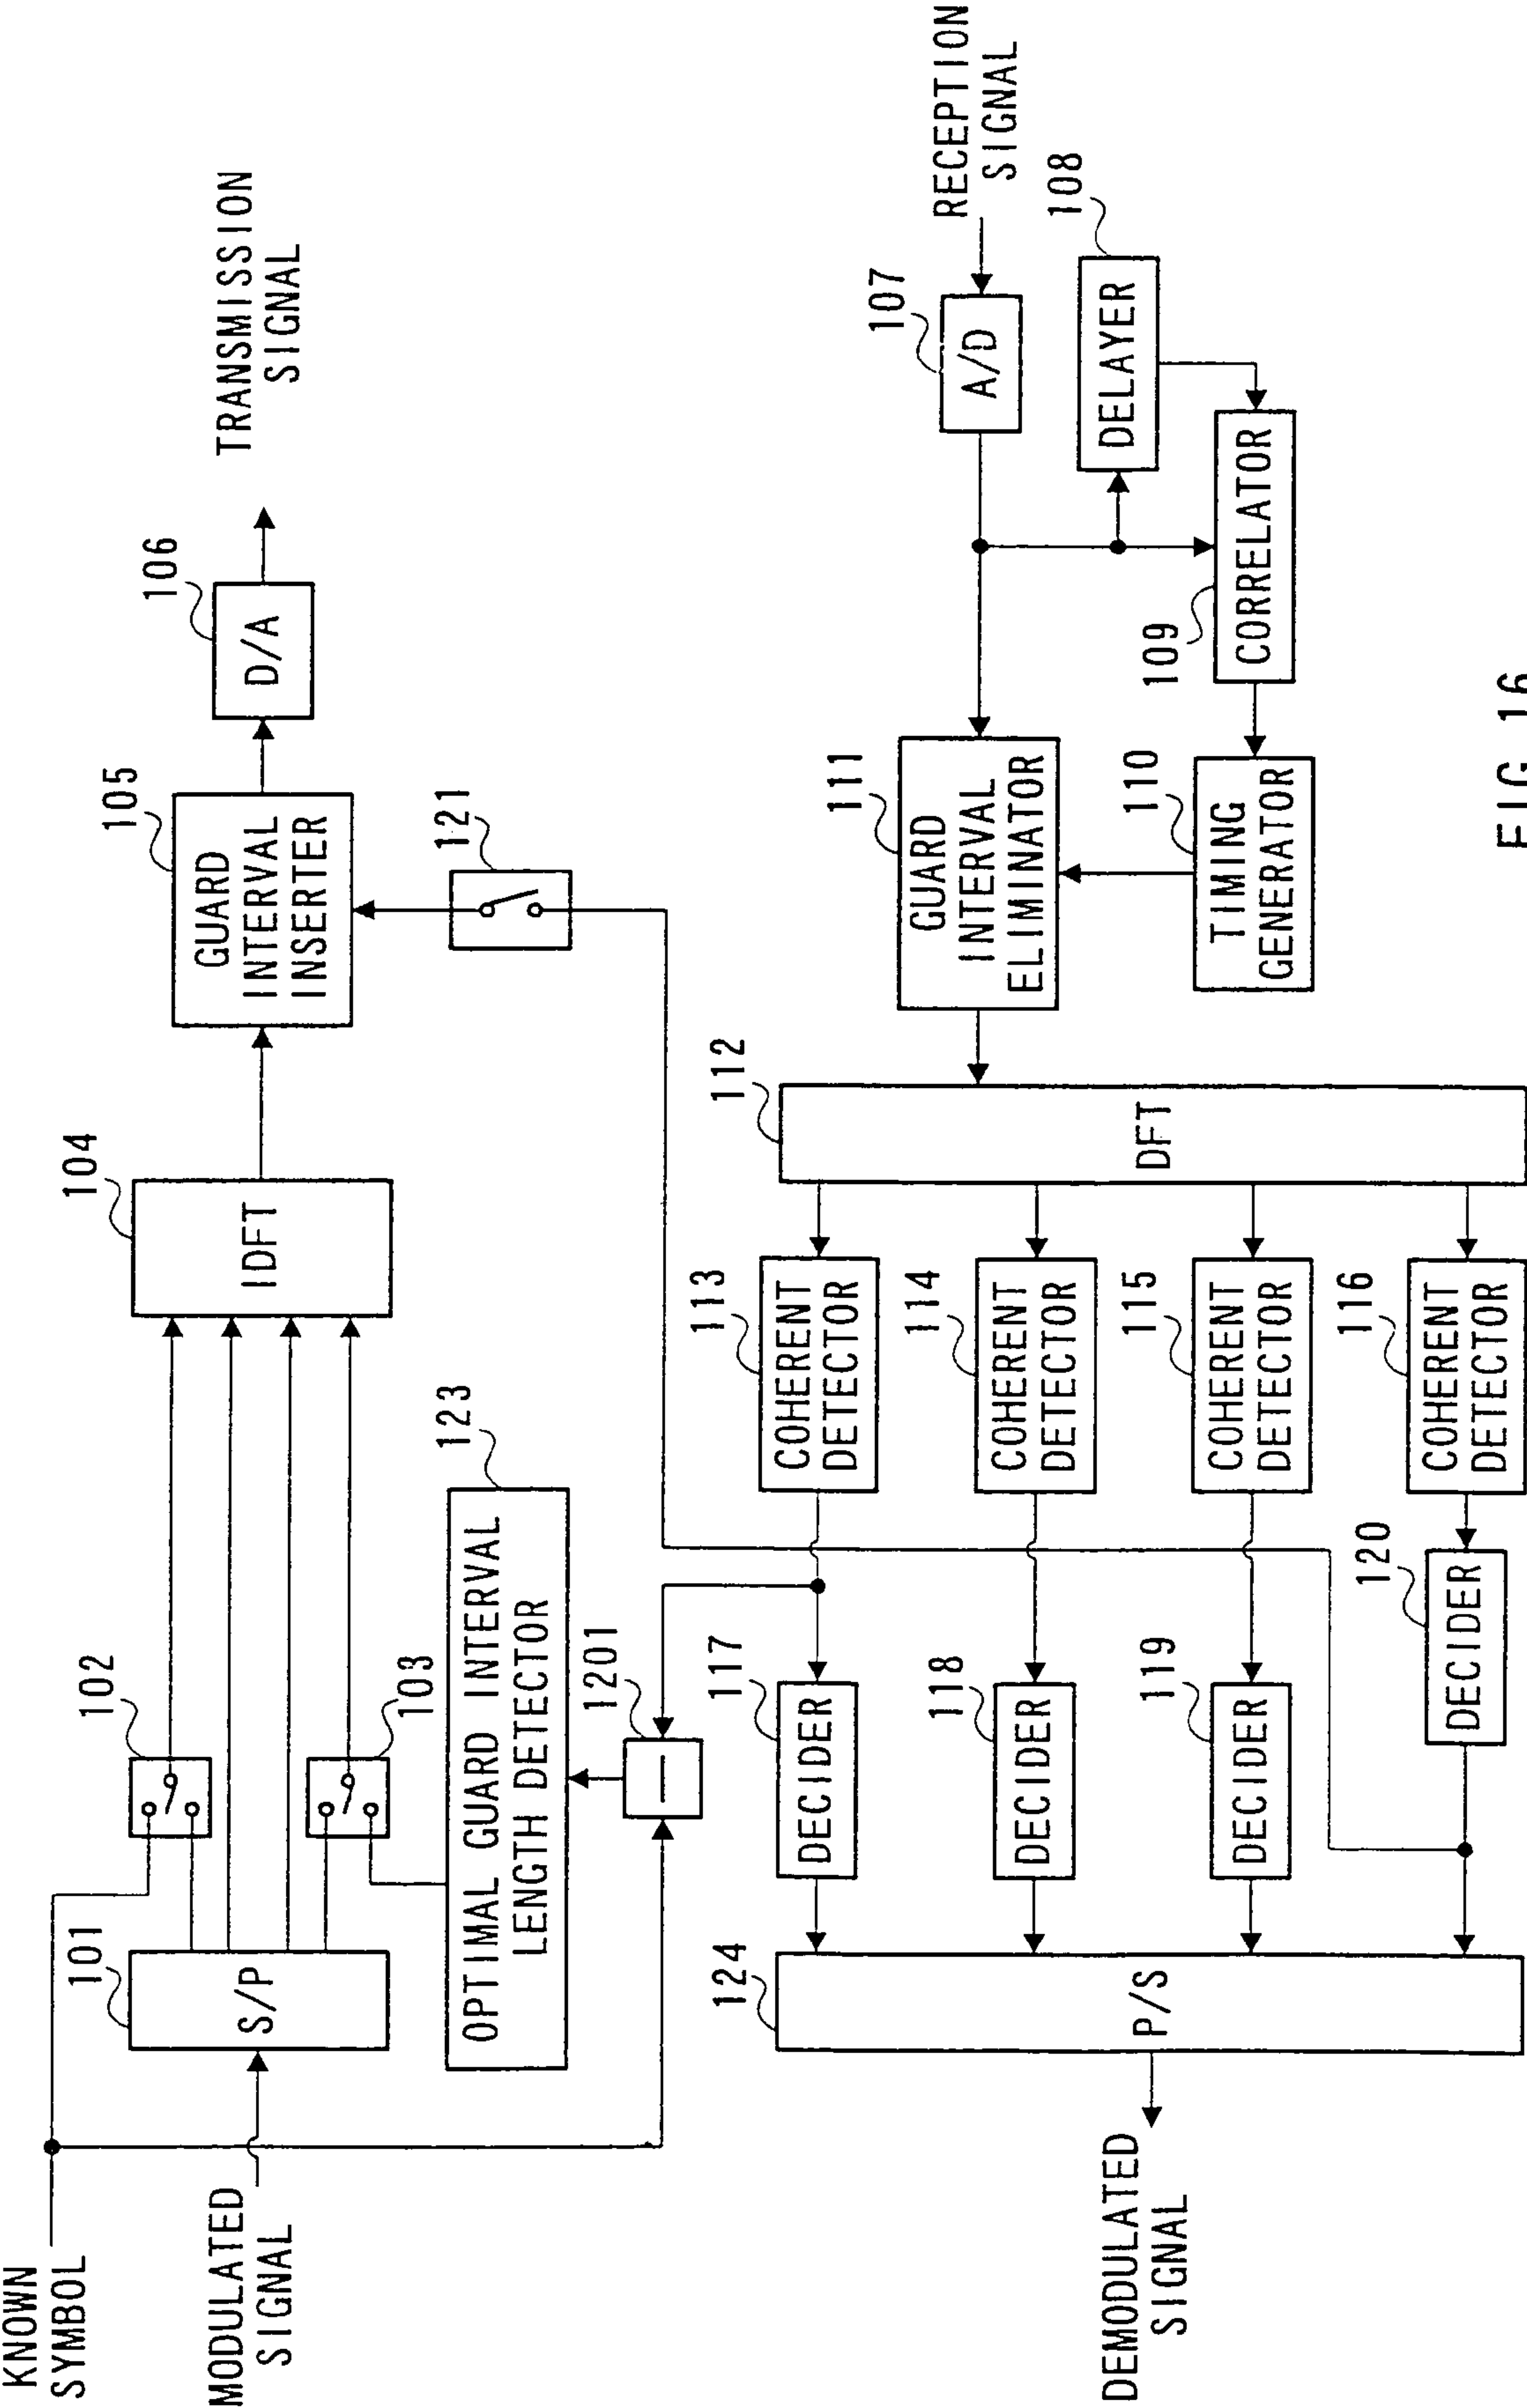 KNOWN
SYMBOL
MODULATED
SIGNAL
101
S/P
102
103
104
IDFT
105
GUARD
INTERVAL
INSERTER
106
D/A
TRANSMISSION
SIGNAL
121
123
OPTIMAL GUARD INTERVAL
LENGTH DETECTOR
1201
RECEPTION
SIGNAL
107
A/D
108
DELAYER
109
CORRELATOR
110
TIMING
GENERATOR
111
GUARD
INTERVAL
ELIMINATOR
112
DFT
113
COHERENT
DETECTOR
114
COHERENT
DETECTOR
115
COHERENT
DETECTOR
116
COHERENT
DETECTOR
117
DECIDER
118
DECIDER
119
DECIDER
120
DECIDER
124
P/S
DEMODULATED
SIGNAL
FIG. 16